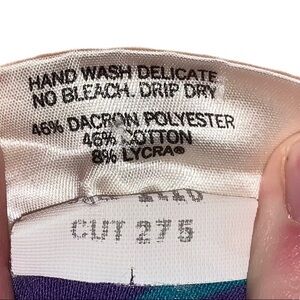 HAND WASH DELICATE
NO BLEACH. DRIP DRY
46% DACRON POLYESTER
46% COTTON
8% LYCRA®
CUT 275